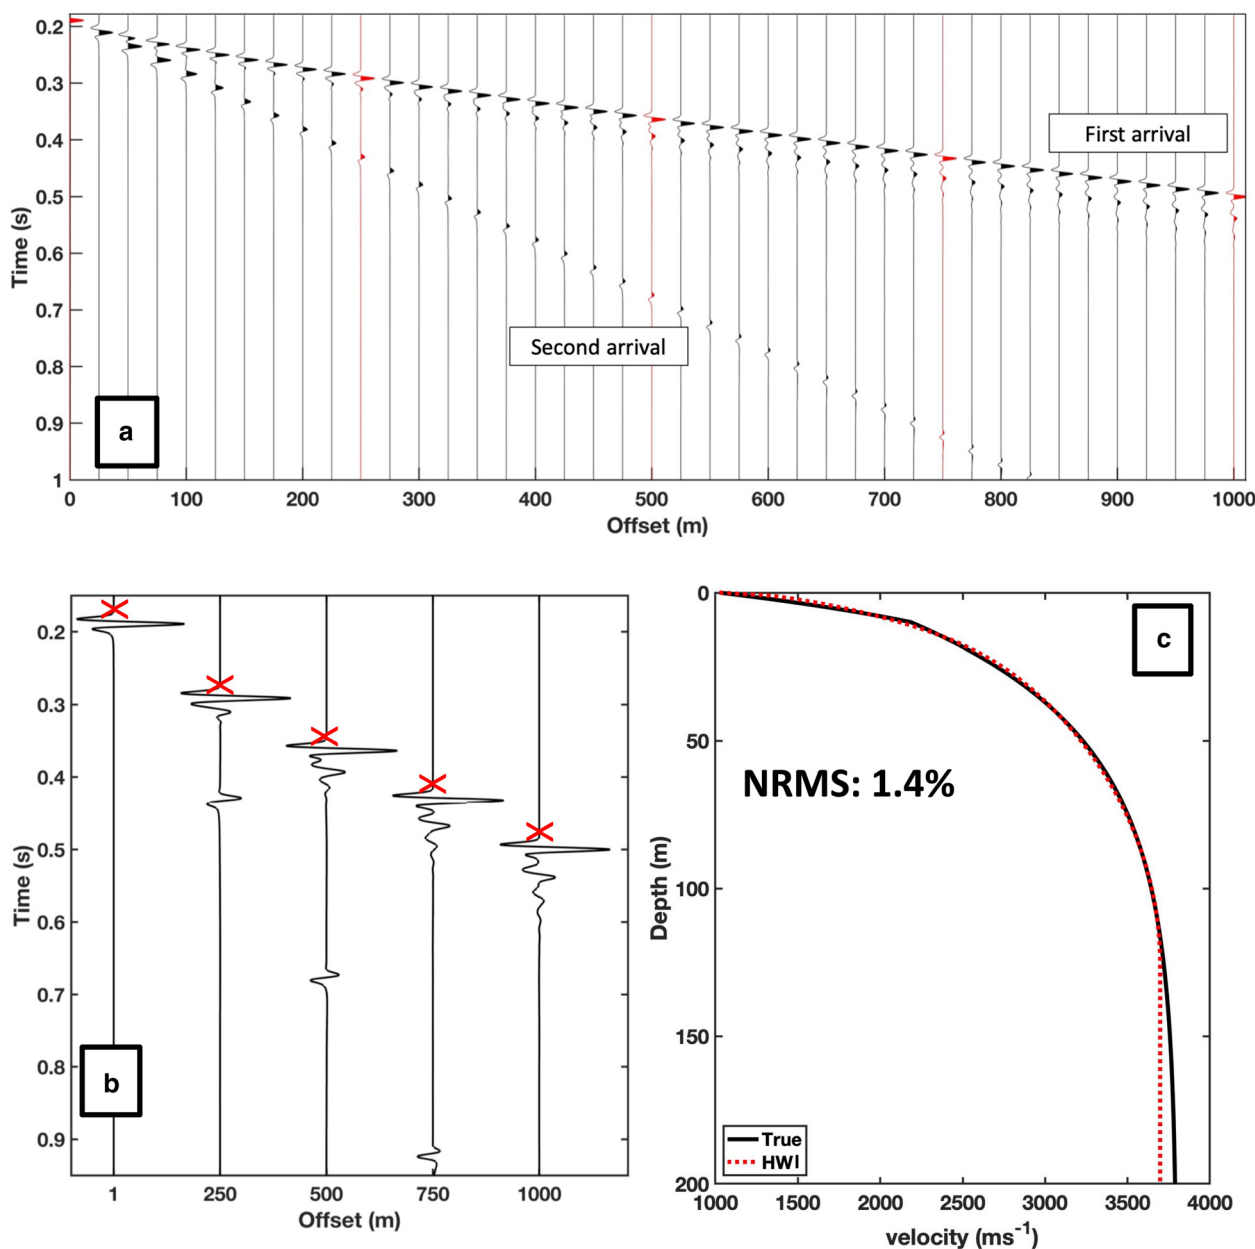 0.2
0.3
0.4
0.5
0.6
0.7
0.8
0.9
1
Time (s)
First arrival
Second arrival
a
0 100 200 300 400 500 600 700 800 900 1000
Offset (m)
0.2
0.3
0.4
0.5
0.6
0.7
0.8
0.9
Time (s)
b
1 250 500 750 1000
Offset (m)
0
50
100
150
200
Depth (m)
c
NRMS: 1.4%
True
HWI
1000 1500 2000 2500 3000 3500 4000
velocity (ms⁻¹)